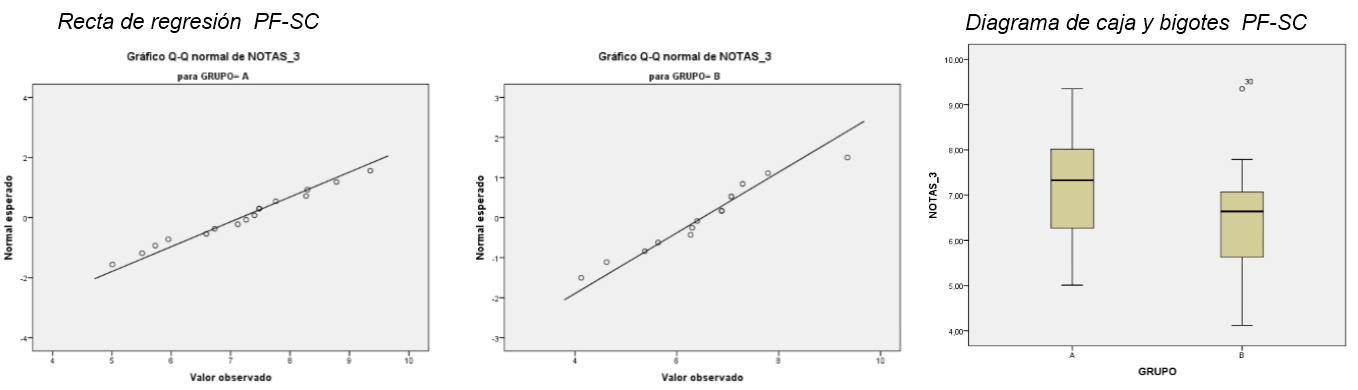 Recta de regresión PF-SC
Gráfico Q-Q normal de NOTAS_3
para GRUPO= A
Normal esperado
4
2
0
-2
-4
4
5
6
7
8
9
10
Valor observado
Gráfico Q-Q normal de NOTAS_3
para GRUPO= B
Normal esperado
3
2
1
0
-1
-2
-3
4
6
8
10
Valor observado
Diagrama de caja y bigotes PF-SC
NOTAS_3
10,00
9,00
8,00
7,00
6,00
5,00
4,00
30
A
B
GRUPO